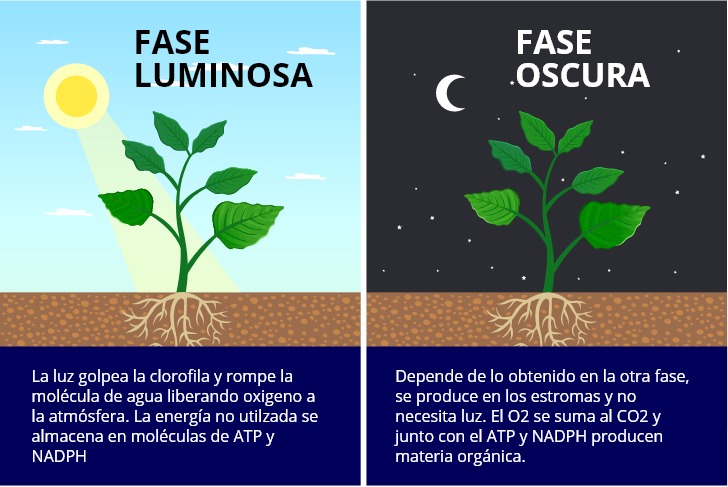 FASE
LUMINOSA
La luz golpea la clorofila y rompe la
molécula de agua liberando oxigeno a
la atmósfera. La energía no utilzada se
almacena en moléculas de ATP y
NADPH
FASE
OSCURA
Depende de lo obtenido en la otra fase,
se produce en los estromas y no
necesita luz. El O2 se suma al CO2 y
junto con el ATP y NADPH producen
materia orgánica.